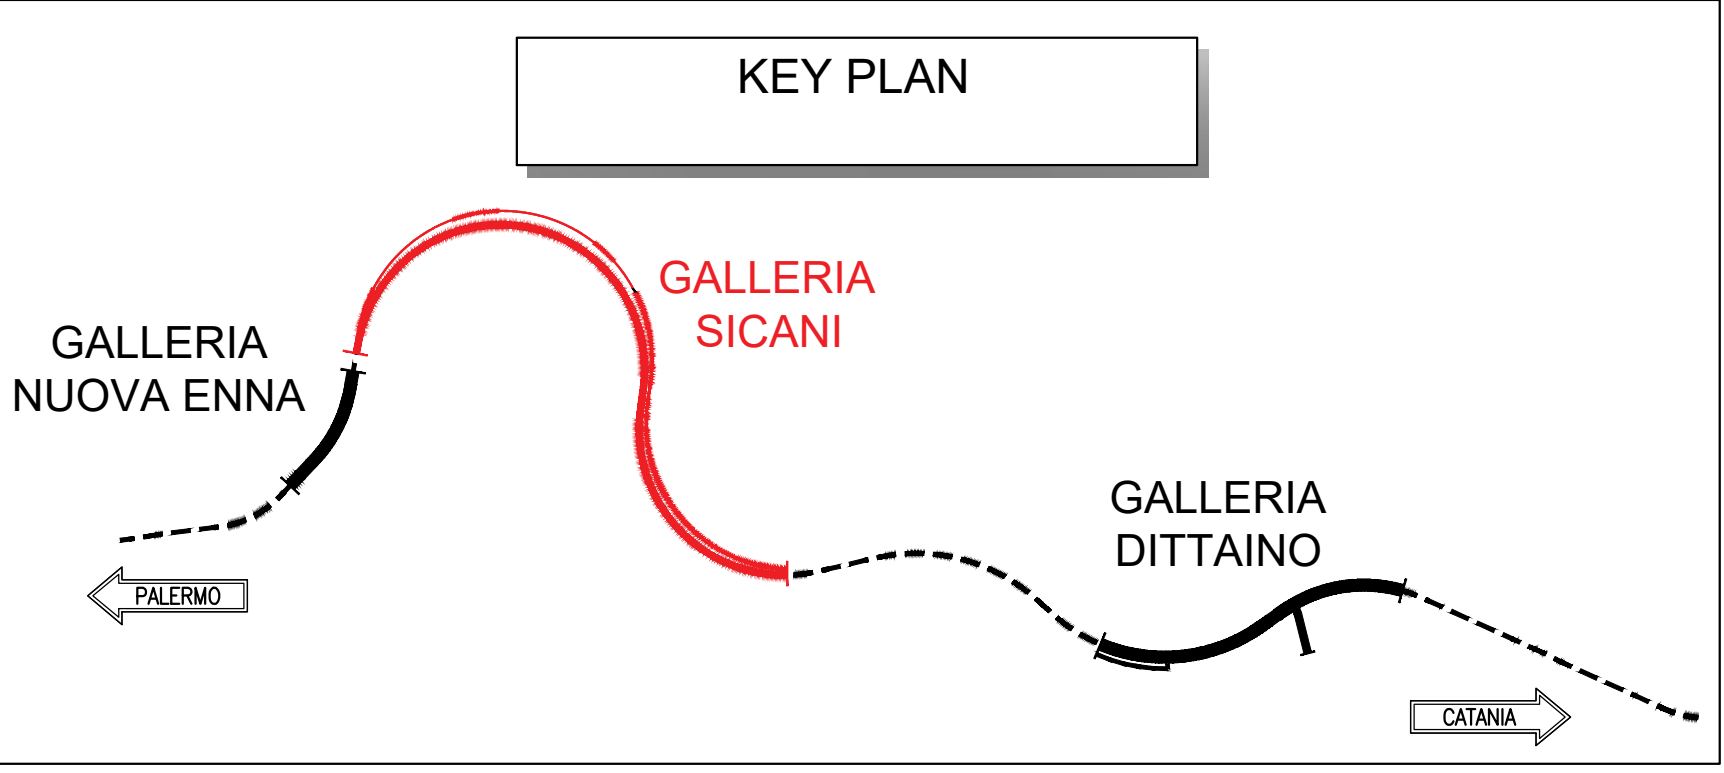 KEY PLAN
GALLERIA
SICANI
GALLERIA
NUOVA ENNA
GALLERIA
DITTAINO
PALERMO
CATANIA